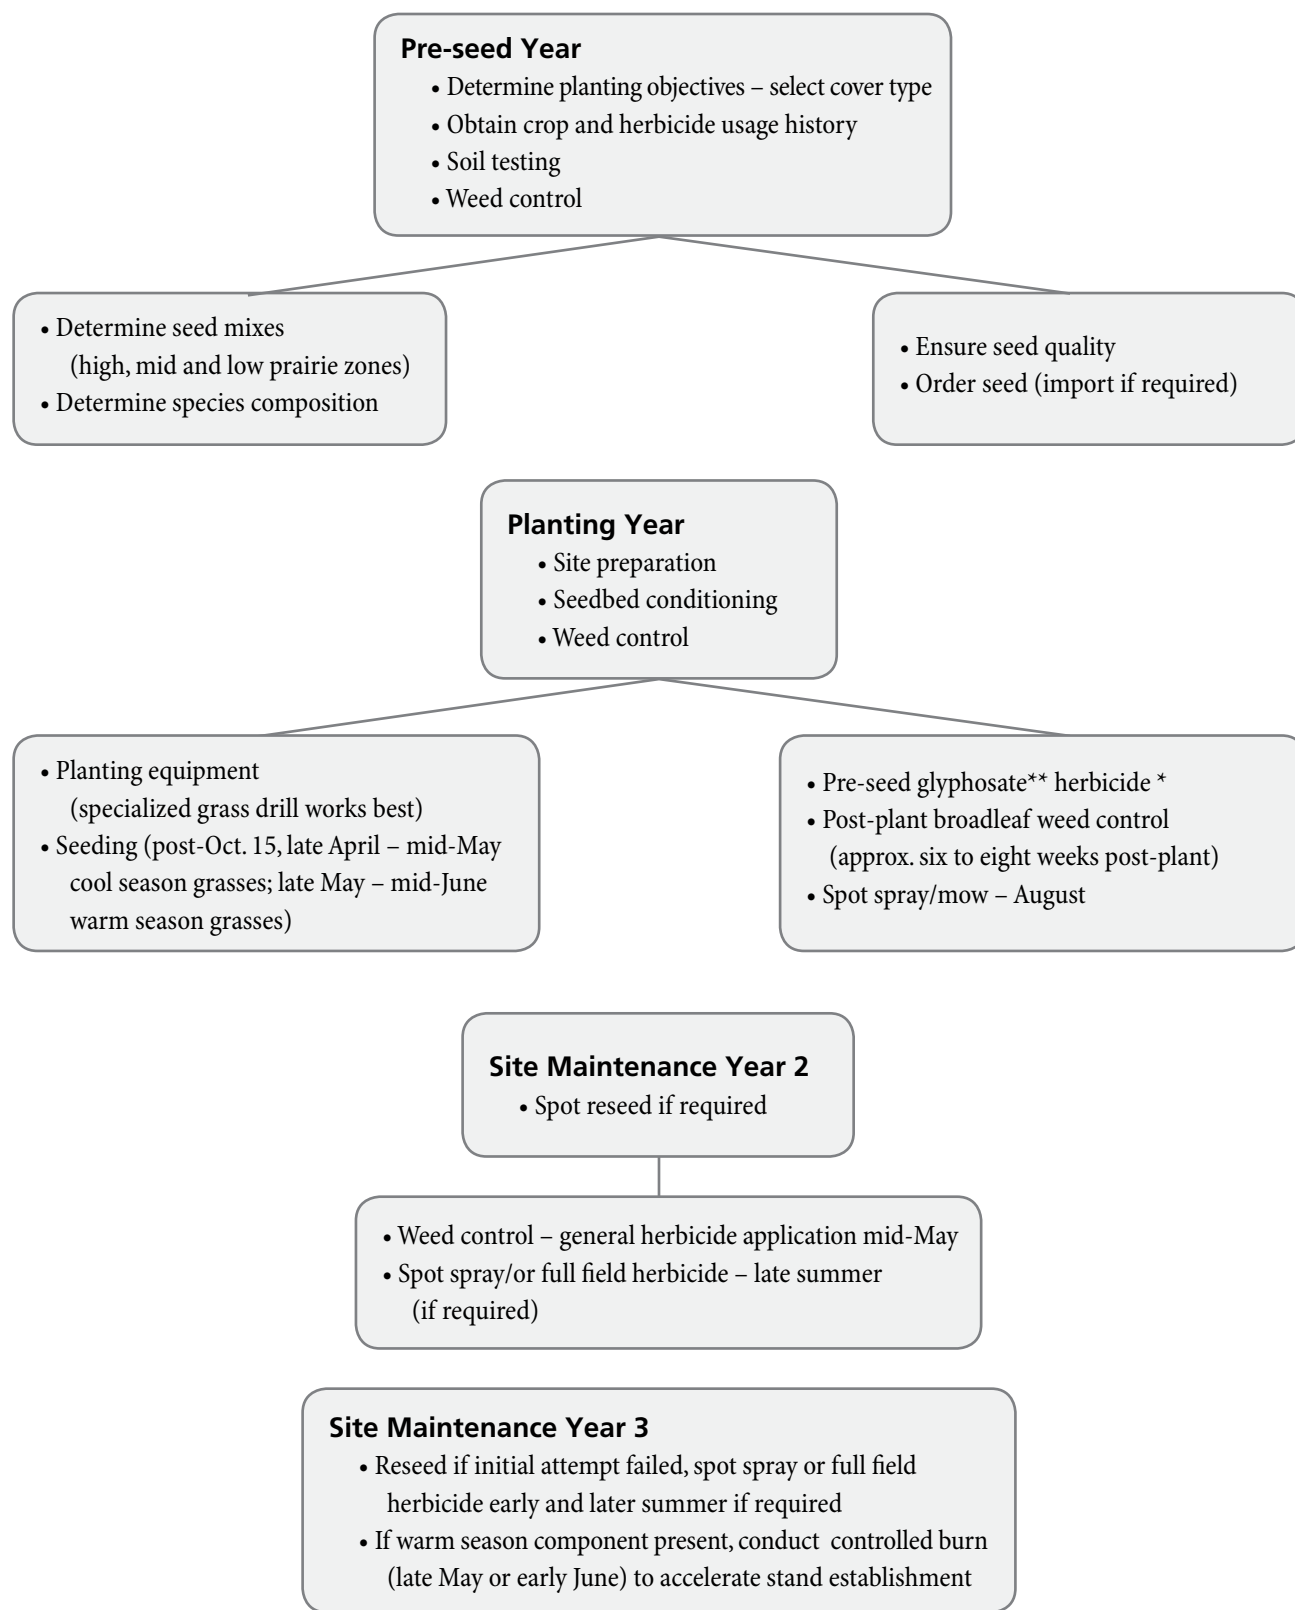 Pre-seed Year
• Determine planting objectives – select cover type
• Obtain crop and herbicide usage history
• Soil testing
• Weed control
• Determine seed mixes
(high, mid and low prairie zones)
• Determine species composition
• Ensure seed quality
• Order seed (import if required)
Planting Year
• Site preparation
• Seedbed conditioning
• Weed control
• Planting equipment
(specialized grass drill works best)
• Seeding (post-Oct. 15, late April – mid-May
cool season grasses; late May – mid-June
warm season grasses)
• Pre-seed glyphosate** herbicide *
• Post-plant broadleaf weed control
(approx. six to eight weeks post-plant)
• Spot spray/mow – August
Site Maintenance Year 2
• Spot reseed if required
• Weed control – general herbicide application mid-May
• Spot spray/or full field herbicide – late summer
(if required)
Site Maintenance Year 3
• Reseed if initial attempt failed, spot spray or full field
herbicide early and later summer if required
• If warm season component present, conduct controlled burn
(late May or early June) to accelerate stand establishment